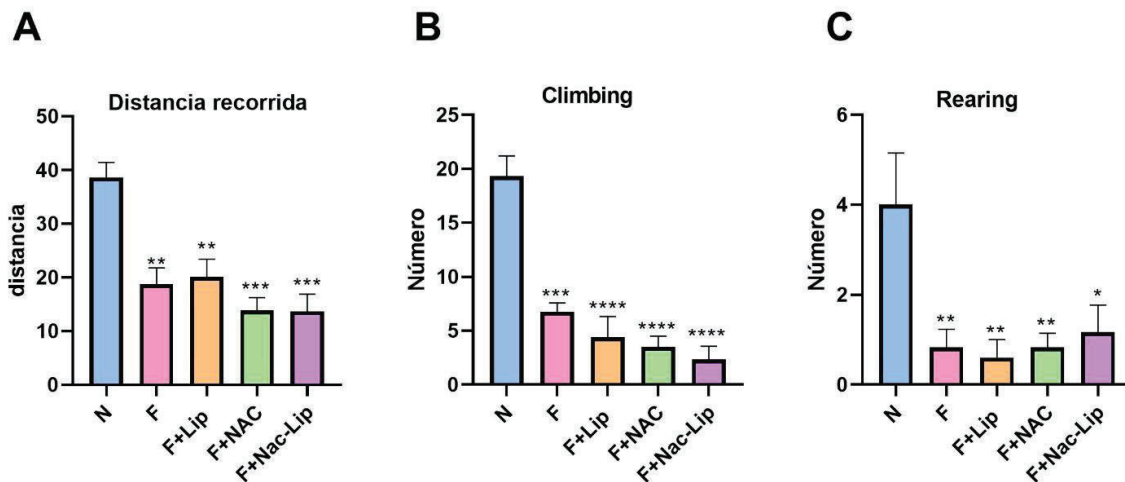 A
Distancia recorrida
distancia
50
40
30
20
10
0
**
**
***
***
N
F
F+Lip
F+NAC
F+Nac-Lip
B
Climbing
Número
25
20
15
10
5
0
***
****
****
****
N
F
F+Lip
F+NAC
F+Nac-Lip
C
Rearing
Número
6
4
2
0
**
**
**
*
N
F
F+Lip
F+NAC
F+Nac-Lip